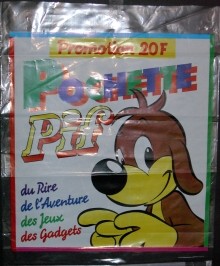 Promotion 20F
POCHETTE
Pif
du Rire
de l'Aventure
des Jeux
des Gadgets